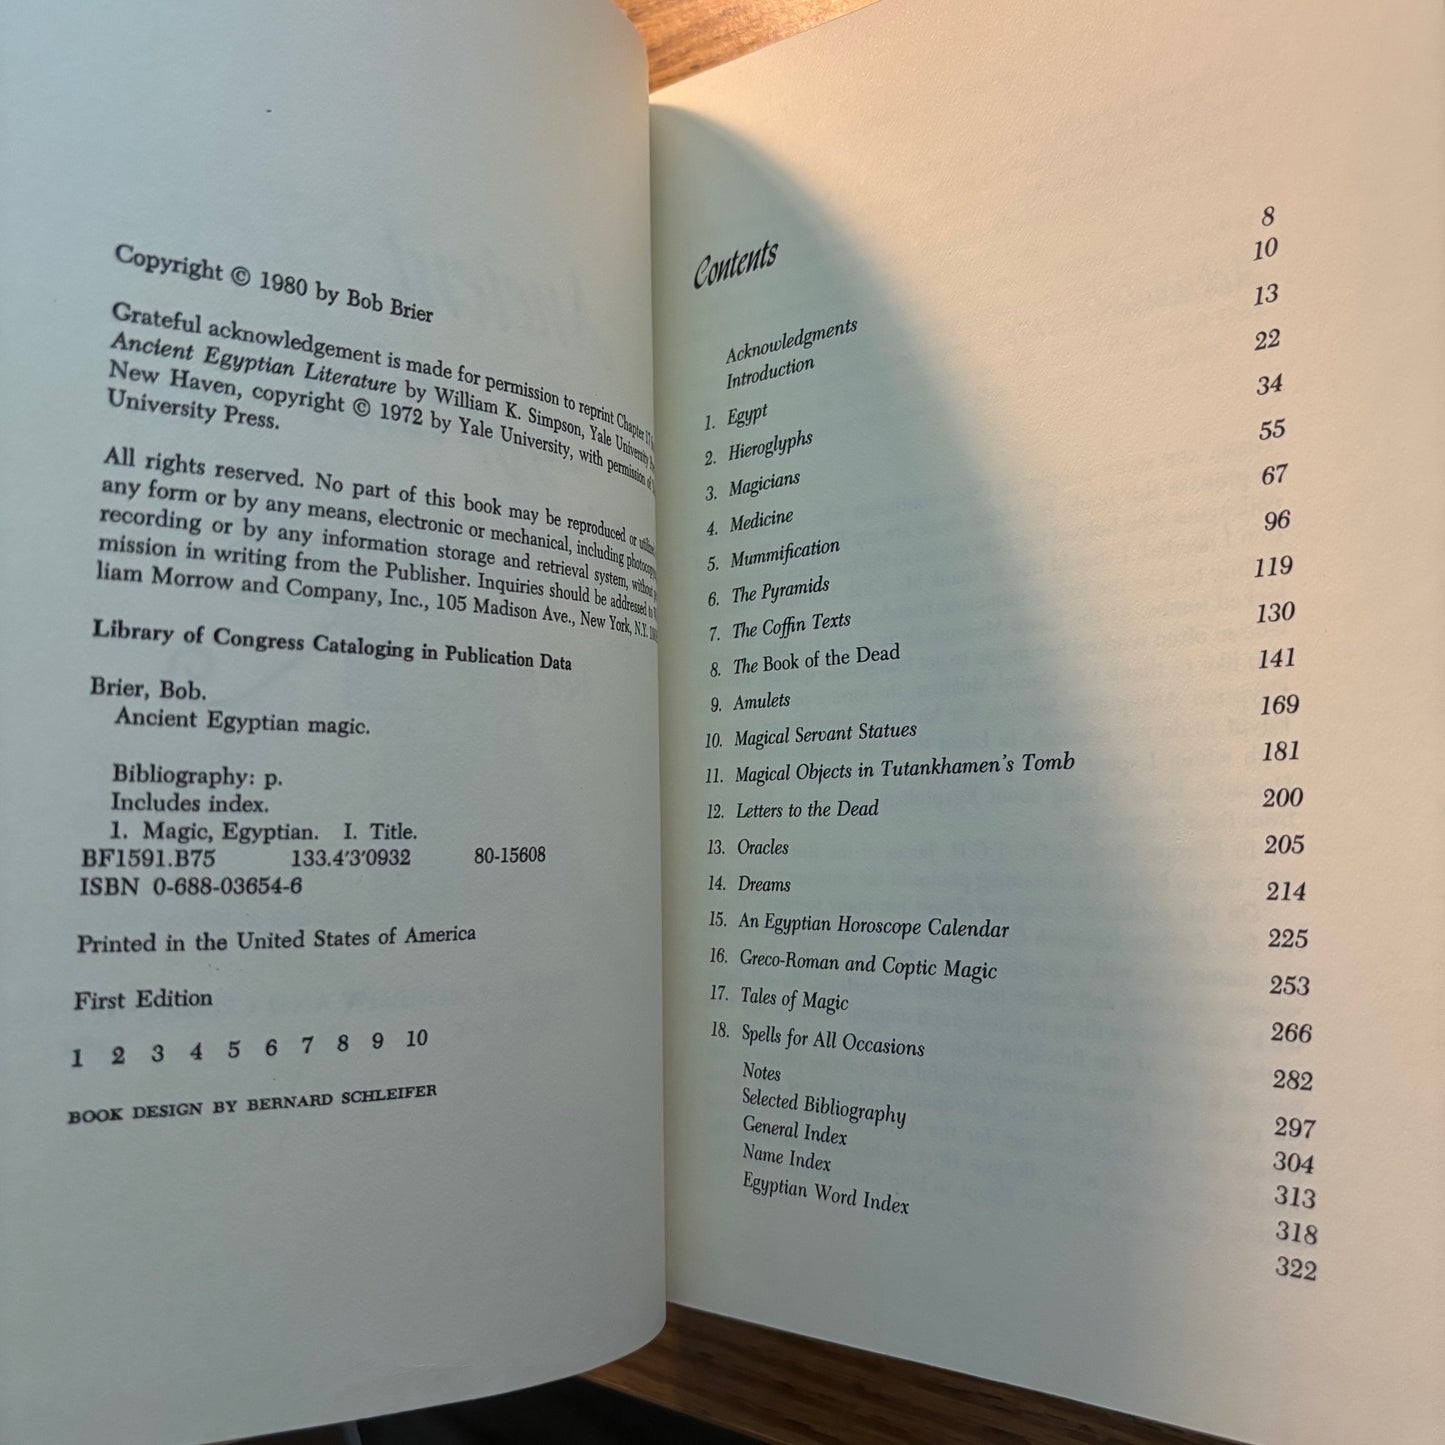 Copyright © 1980 by Bob Brier
Grateful acknowledgement is made for permission to reprint Chapter 17
Ancient Egyptian Literature by William K. Simpson, Yale University
New Haven, copyright © 1972 by Yale University, with permission of
University Press.
All rights reserved. No part of this book may be reproduced or
any form or by any means, electronic or mechanical, including
recording or by any information storage and retrieval system, without
mission in writing from the Publisher. Inquiries should be addressed to
liam Morrow and Company, Inc., 105 Madison Ave., New York, N.Y.
Library of Congress Cataloging in Publication Data
Brier, Bob.
Ancient Egyptian magic.
Bibliography: p.
Includes index.
1. Magic, Egyptian. I. Title.
BF1591.B75 133.4'3'0932 80-15608
ISBN 0-688-03654-6
Printed in the United States of America
First Edition
1 2 3 4 5 6 7 8 9 10
BOOK DESIGN BY BERNARD SCHLEIFER
Contents
Acknowledgments 8
Introduction 10
1. Egypt 13
2. Hieroglyphs 22
3. Magicians 34
4. Medicine 55
5. Mummification 67
6. The Pyramids 96
7. The Coffin Texts 119
8. The Book of the Dead 130
9. Amulets 141
10. Magical Servant Statues 169
11. Magical Objects in Tutankhamen's Tomb 181
12. Letters to the Dead 200
13. Oracles 205
14. Dreams 214
15. An Egyptian Horoscope Calendar 225
16. Greco-Roman and Coptic Magic 253
17. Tales of Magic 266
18. Spells for All Occasions 282
Notes 297
Selected Bibliography 304
General Index 313
Name Index 318
Egyptian Word Index 322